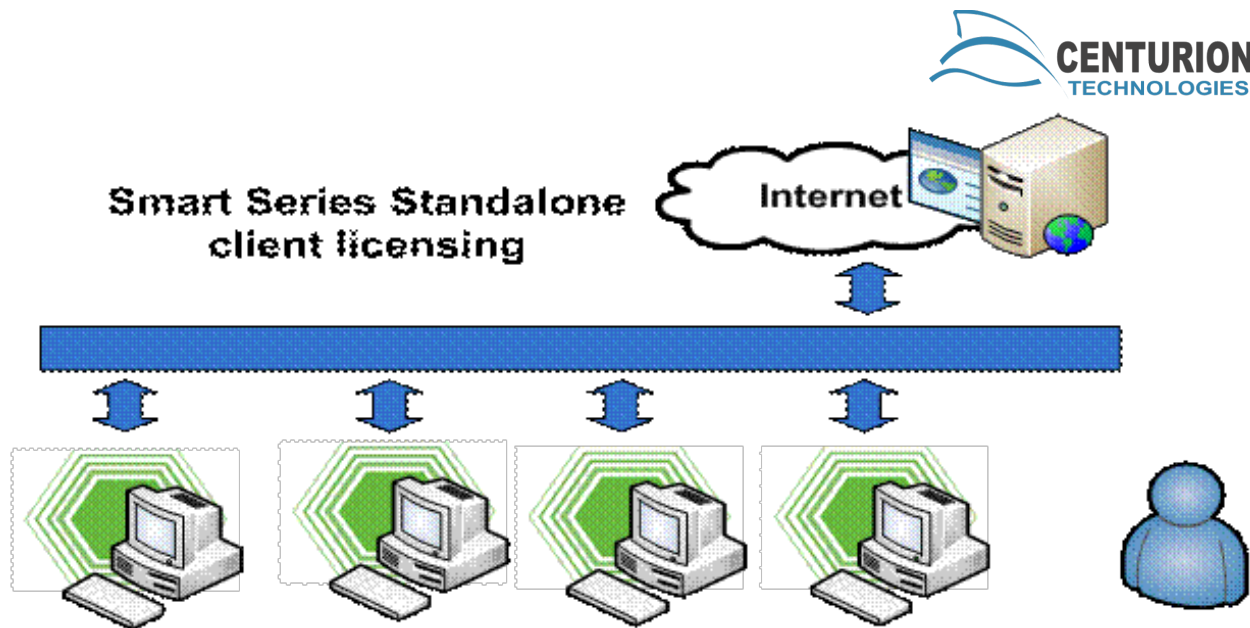 CENTURION
TECHNOLOGIES
Smart Series Standalone
client licensing
Internet